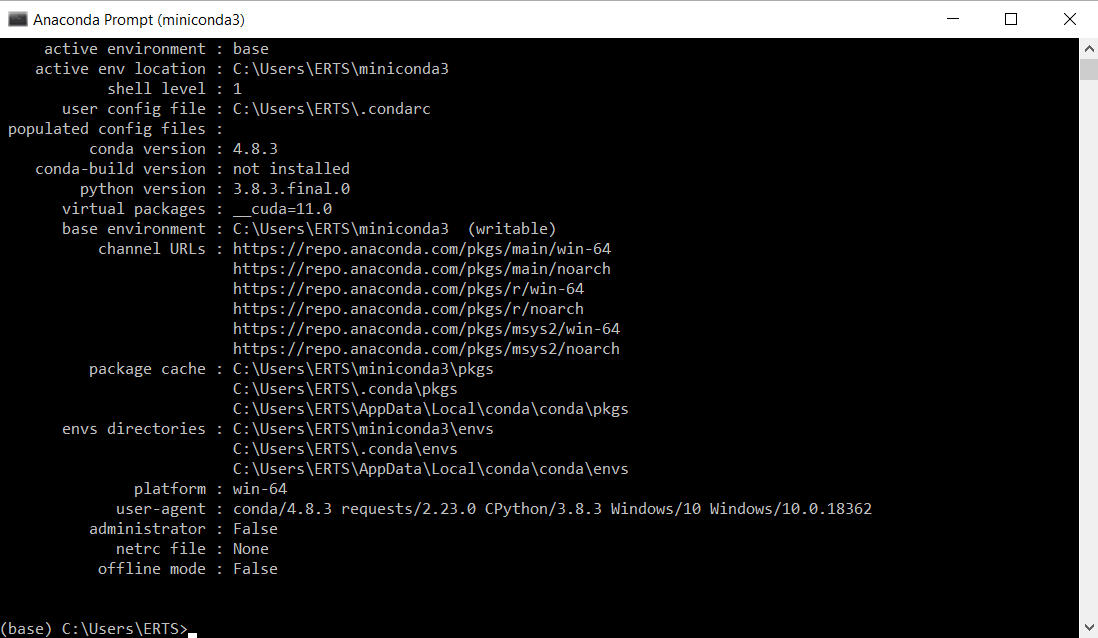 Anaconda Prompt (miniconda3)
active environment : base
active env location : C:\Users\ERTS\miniconda3
shell level : 1
user config file : C:\Users\ERTS\.condarc
populated config files :
conda version : 4.8.3
conda-build version : not installed
python version : 3.8.3.final.0
virtual packages : __cuda=11.0
base environment : C:\Users\ERTS\miniconda3  (writable)
channel URLs : https://repo.anaconda.com/pkgs/main/win-64
https://repo.anaconda.com/pkgs/main/noarch
https://repo.anaconda.com/pkgs/r/win-64
https://repo.anaconda.com/pkgs/r/noarch
https://repo.anaconda.com/pkgs/msys2/win-64
https://repo.anaconda.com/pkgs/msys2/noarch
package cache : C:\Users\ERTS\miniconda3\pkgs
C:\Users\ERTS\.conda\pkgs
C:\Users\ERTS\AppData\Local\conda\conda\pkgs
envs directories : C:\Users\ERTS\miniconda3\envs
C:\Users\ERTS\.conda\envs
C:\Users\ERTS\AppData\Local\conda\conda\envs
platform : win-64
user-agent : conda/4.8.3 requests/2.23.0 CPython/3.8.3 Windows/10 Windows/10.0.18362
administrator : False
netrc file : None
offline mode : False
(base) C:\Users\ERTS>